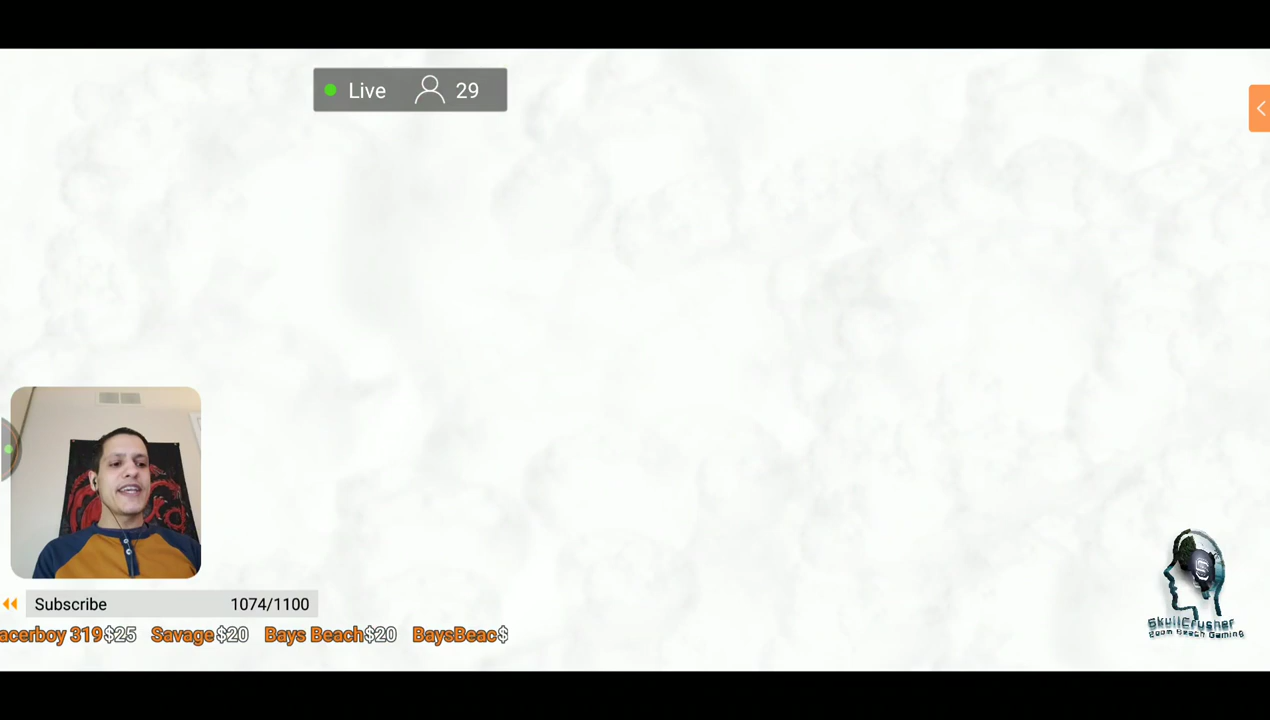 Live 29
Subscribe 1074/1100
acerboy 319$25 Savage$20 Bays Beach$20 BaysBeac$
SkullCrusher
Boom Beach Gaming